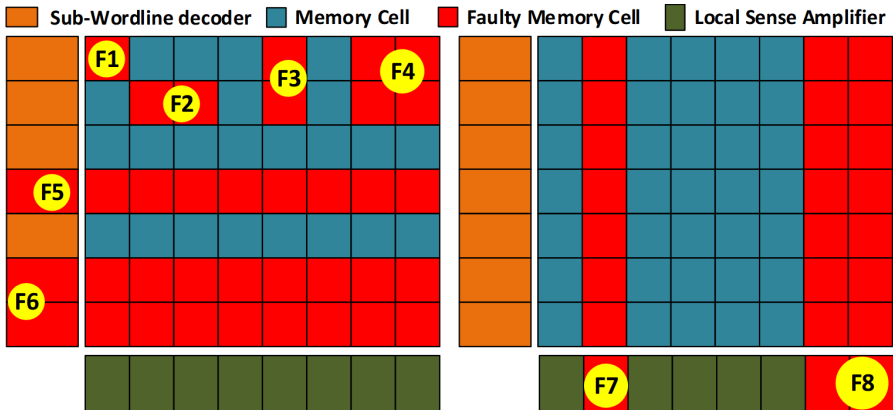 Sub-Wordline decoder Memory Cell Faulty Memory Cell Local Sense Amplifier
F1
F3
F4
F2
F5
F6
F7
F8